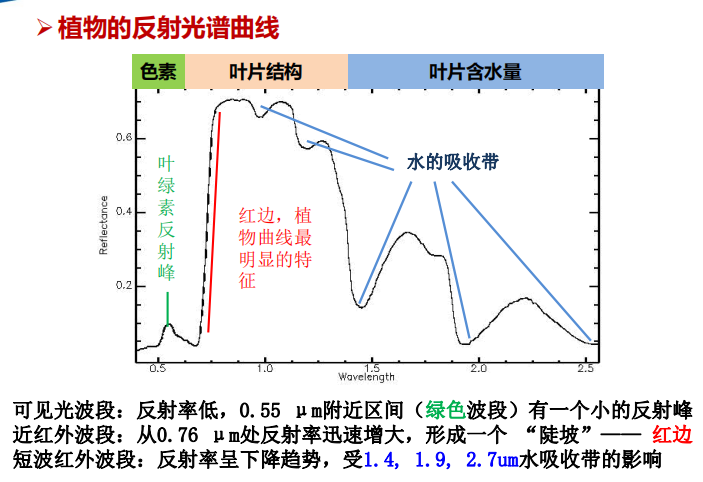 ➢ 植物的反射光谱曲线
色素 叶片结构 叶片含水量
0.6
0.4
0.2
Reflectance
叶
绿
素
反
射
峰
红边，植
物曲线最
明显的特
征
水的吸收带
0.5 1.0 1.5 2.0 2.5
Wavelength
可见光波段：反射率低，0.55 μm附近区间（绿色波段）有一个小的反射峰
近红外波段：从0.76 μm处反射率迅速增大，形成一个 “陡坡”—— 红边
短波红外波段：反射率呈下降趋势，受1.4, 1.9, 2.7um水吸收带的影响